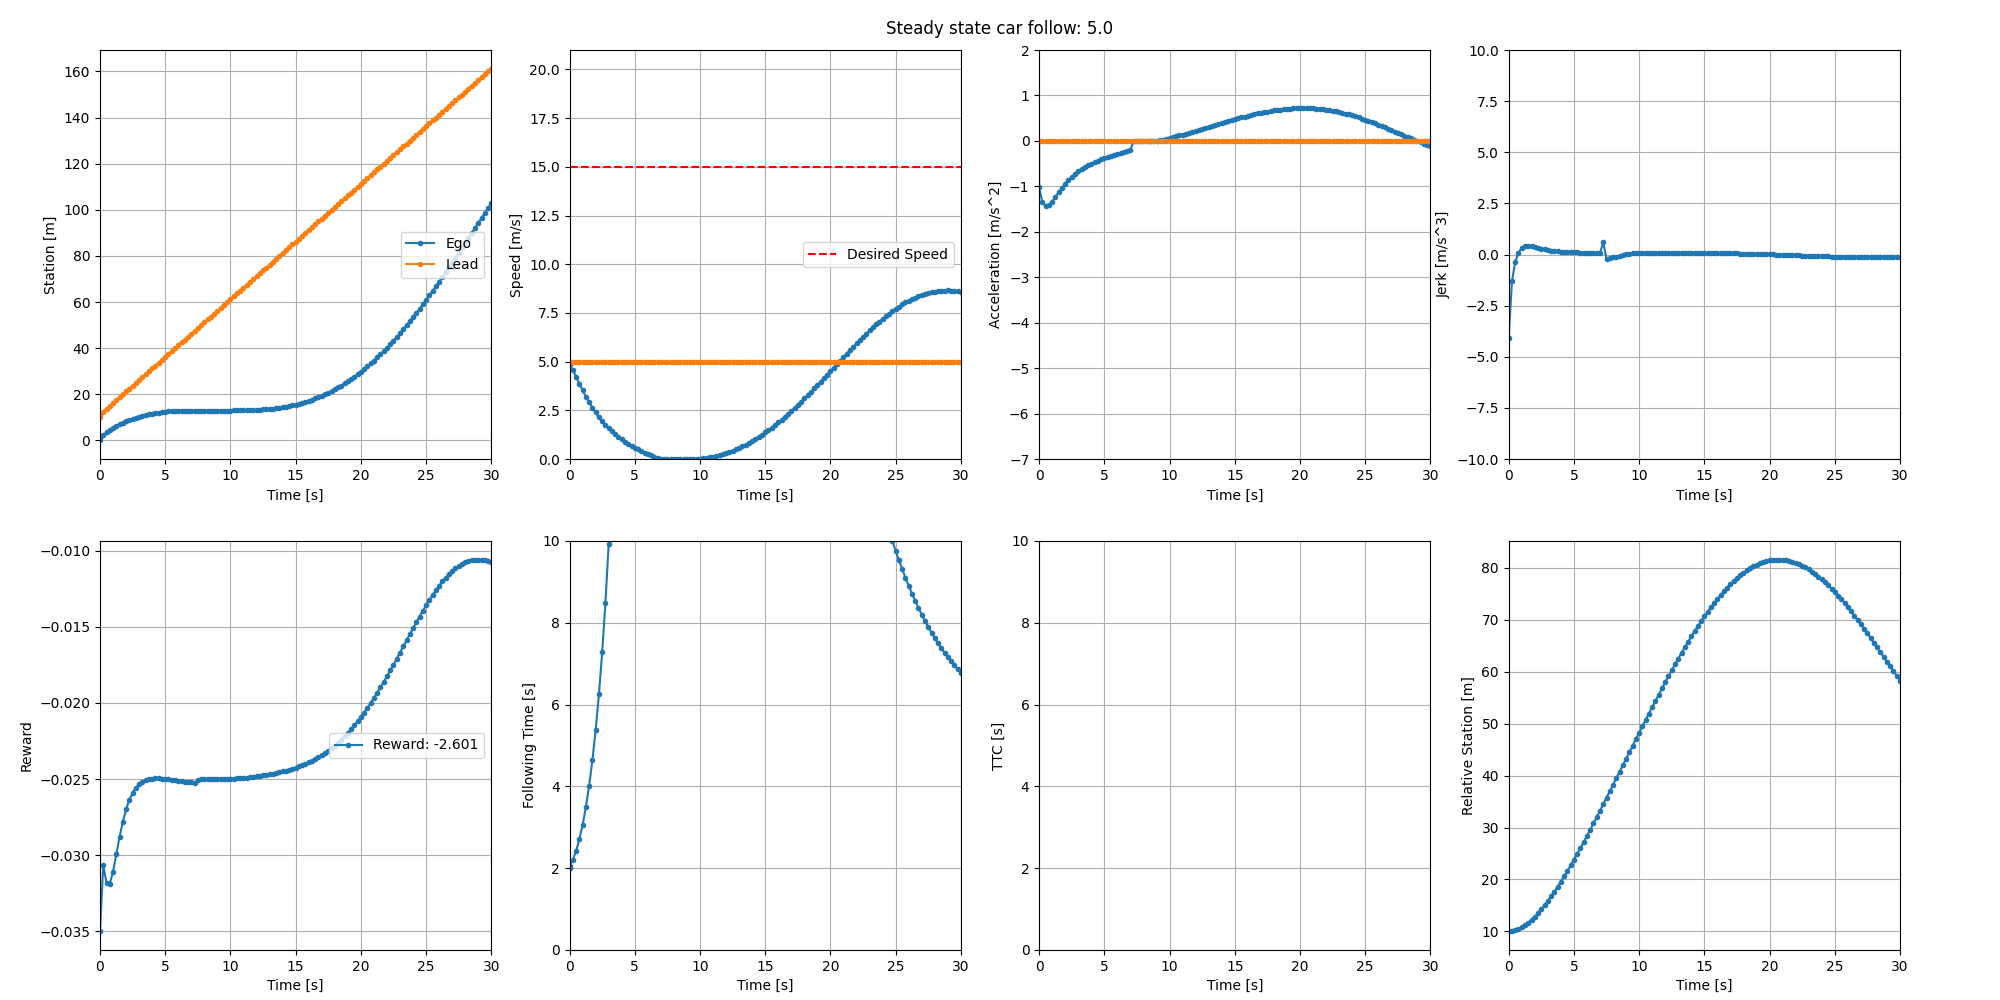 Steady state car follow: 5.0
160
140
120
100
80
60
40
20
0
Station [m]
Ego
Lead
0 5 10 15 20 25 30
Time [s]
20.0
17.5
15.0
12.5
10.0
7.5
5.0
2.5
0.0
Speed [m/s]
Desired Speed
0 5 10 15 20 25 30
Time [s]
2
1
0
−1
−2
−3
−4
−5
−6
−7
Acceleration [m/s^2]
0 5 10 15 20 25 30
Time [s]
10.0
7.5
5.0
2.5
0.0
−2.5
−5.0
−7.5
−10.0
Jerk [m/s^3]
0 5 10 15 20 25 30
Time [s]
−0.010
−0.015
−0.020
−0.025
−0.030
−0.035
Reward
Reward: -2.601
0 5 10 15 20 25 30
Time [s]
10
8
6
4
2
0
Following Time [s]
0 5 10 15 20 25 30
Time [s]
10
8
6
4
2
0
TTC [s]
0 5 10 15 20 25 30
Time [s]
80
70
60
50
40
30
20
10
Relative Station [m]
0 5 10 15 20 25 30
Time [s]